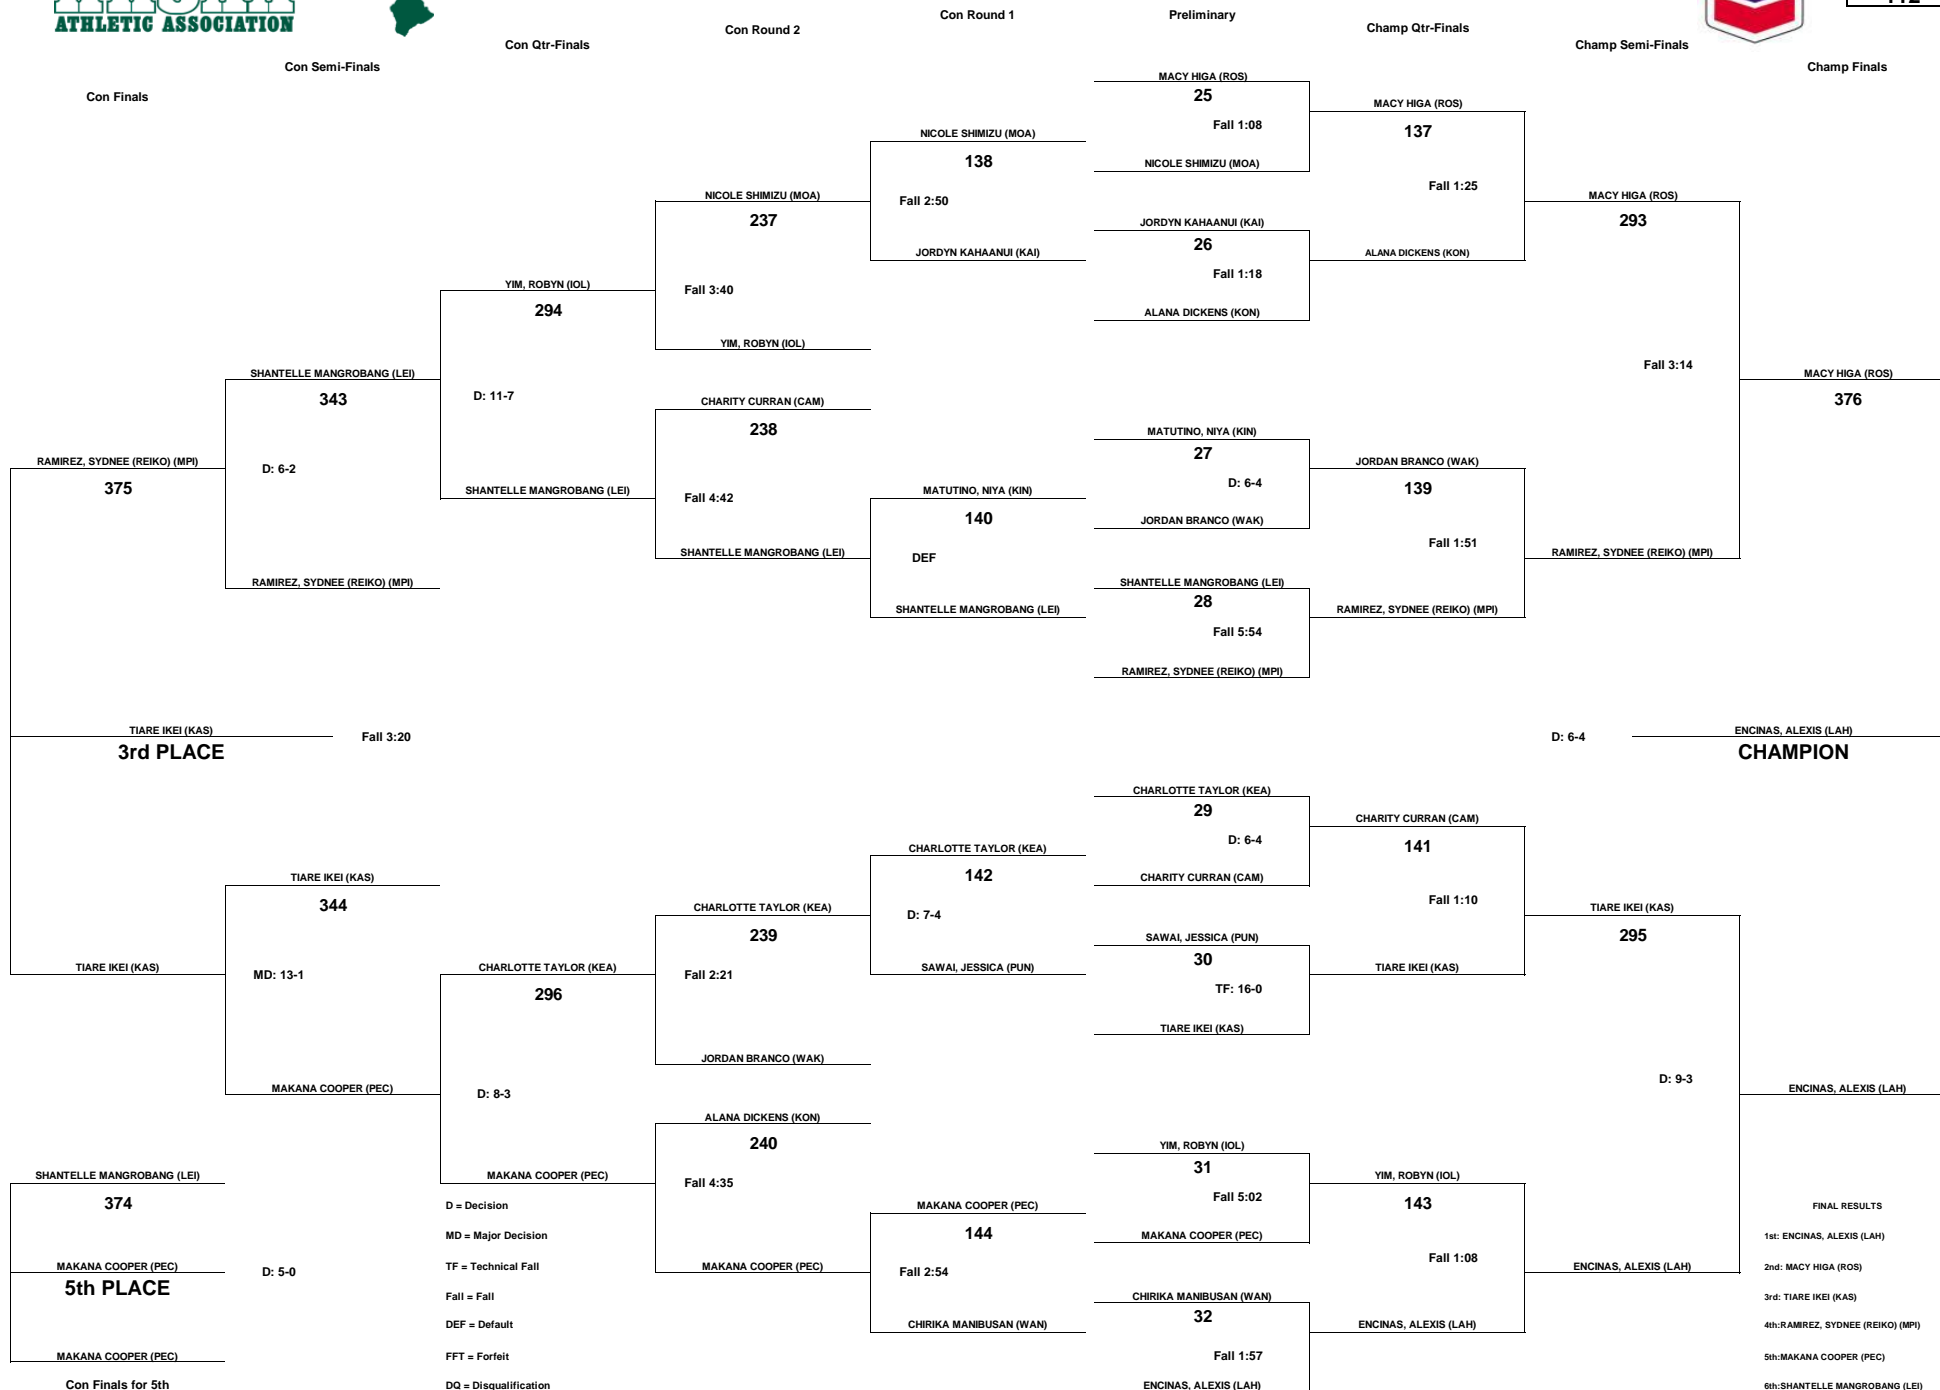 ATHLETIC ASSOCIATION
Con Finals
Con Semi-Finals
Con Qtr-Finals
Con Round 2
Con Round 1
Preliminary
Champ Qtr-Finals
Champ Semi-Finals
Champ Finals
MACY HIGA (ROS)
25
Fall 1:08
NICOLE SHIMIZU (MOA)
JORDYN KAHAANUI (KAI)
26
Fall 1:18
ALANA DICKENS (KON)
MATUTINO, NIYA (KIN)
27
D: 6-4
JORDAN BRANCO (WAK)
SHANTELLE MANGROBANG (LEI)
28
Fall 5:54
RAMIREZ, SYDNEE (REIKO) (MPI)
CHARLOTTE TAYLOR (KEA)
29
D: 6-4
CHARITY CURRAN (CAM)
SAWAI, JESSICA (PUN)
30
TF: 16-0
TIARE IKEI (KAS)
YIM, ROBYN (IOL)
31
Fall 5:02
MAKANA COOPER (PEC)
CHIRIKA MANIBUSAN (WAN)
32
Fall 1:57
ENCINAS, ALEXIS (LAH)
MACY HIGA (ROS)
137
Fall 1:25
ALANA DICKENS (KON)
JORDAN BRANCO (WAK)
139
Fall 1:51
RAMIREZ, SYDNEE (REIKO) (MPI)
CHARITY CURRAN (CAM)
141
Fall 1:10
TIARE IKEI (KAS)
YIM, ROBYN (IOL)
143
Fall 1:08
ENCINAS, ALEXIS (LAH)
MACY HIGA (ROS)
293
Fall 3:14
RAMIREZ, SYDNEE (REIKO) (MPI)
TIARE IKEI (KAS)
295
D: 9-3
ENCINAS, ALEXIS (LAH)
MACY HIGA (ROS)
376
D: 6-4
ENCINAS, ALEXIS (LAH)
CHAMPION
ENCINAS, ALEXIS (LAH)
NICOLE SHIMIZU (MOA)
138
Fall 2:50
JORDYN KAHAANUI (KAI)
MATUTINO, NIYA (KIN)
140
DEF
SHANTELLE MANGROBANG (LEI)
CHARLOTTE TAYLOR (KEA)
142
D: 7-4
SAWAI, JESSICA (PUN)
MAKANA COOPER (PEC)
144
Fall 2:54
CHIRIKA MANIBUSAN (WAN)
NICOLE SHIMIZU (MOA)
237
Fall 3:40
YIM, ROBYN (IOL)
CHARITY CURRAN (CAM)
238
Fall 4:42
SHANTELLE MANGROBANG (LEI)
CHARLOTTE TAYLOR (KEA)
239
Fall 2:21
JORDAN BRANCO (WAK)
ALANA DICKENS (KON)
240
Fall 4:35
MAKANA COOPER (PEC)
YIM, ROBYN (IOL)
294
D: 11-7
SHANTELLE MANGROBANG (LEI)
CHARLOTTE TAYLOR (KEA)
296
D: 8-3
MAKANA COOPER (PEC)
SHANTELLE MANGROBANG (LEI)
343
D: 6-2
RAMIREZ, SYDNEE (REIKO) (MPI)
TIARE IKEI (KAS)
344
MD: 13-1
MAKANA COOPER (PEC)
RAMIREZ, SYDNEE (REIKO) (MPI)
375
TIARE IKEI (KAS)
Fall 3:20
3rd PLACE
TIARE IKEI (KAS)
SHANTELLE MANGROBANG (LEI)
374
MAKANA COOPER (PEC)
D: 5-0
5th PLACE
MAKANA COOPER (PEC)
Con Finals for 5th
D = Decision
MD = Major Decision
TF = Technical Fall
Fall = Fall
DEF = Default
FFT = Forfeit
DQ = Disqualification
FINAL RESULTS
1st: ENCINAS, ALEXIS (LAH)
2nd: MACY HIGA (ROS)
3rd: TIARE IKEI (KAS)
4th:RAMIREZ, SYDNEE (REIKO) (MPI)
5th:MAKANA COOPER (PEC)
6th:SHANTELLE MANGROBANG (LEI)